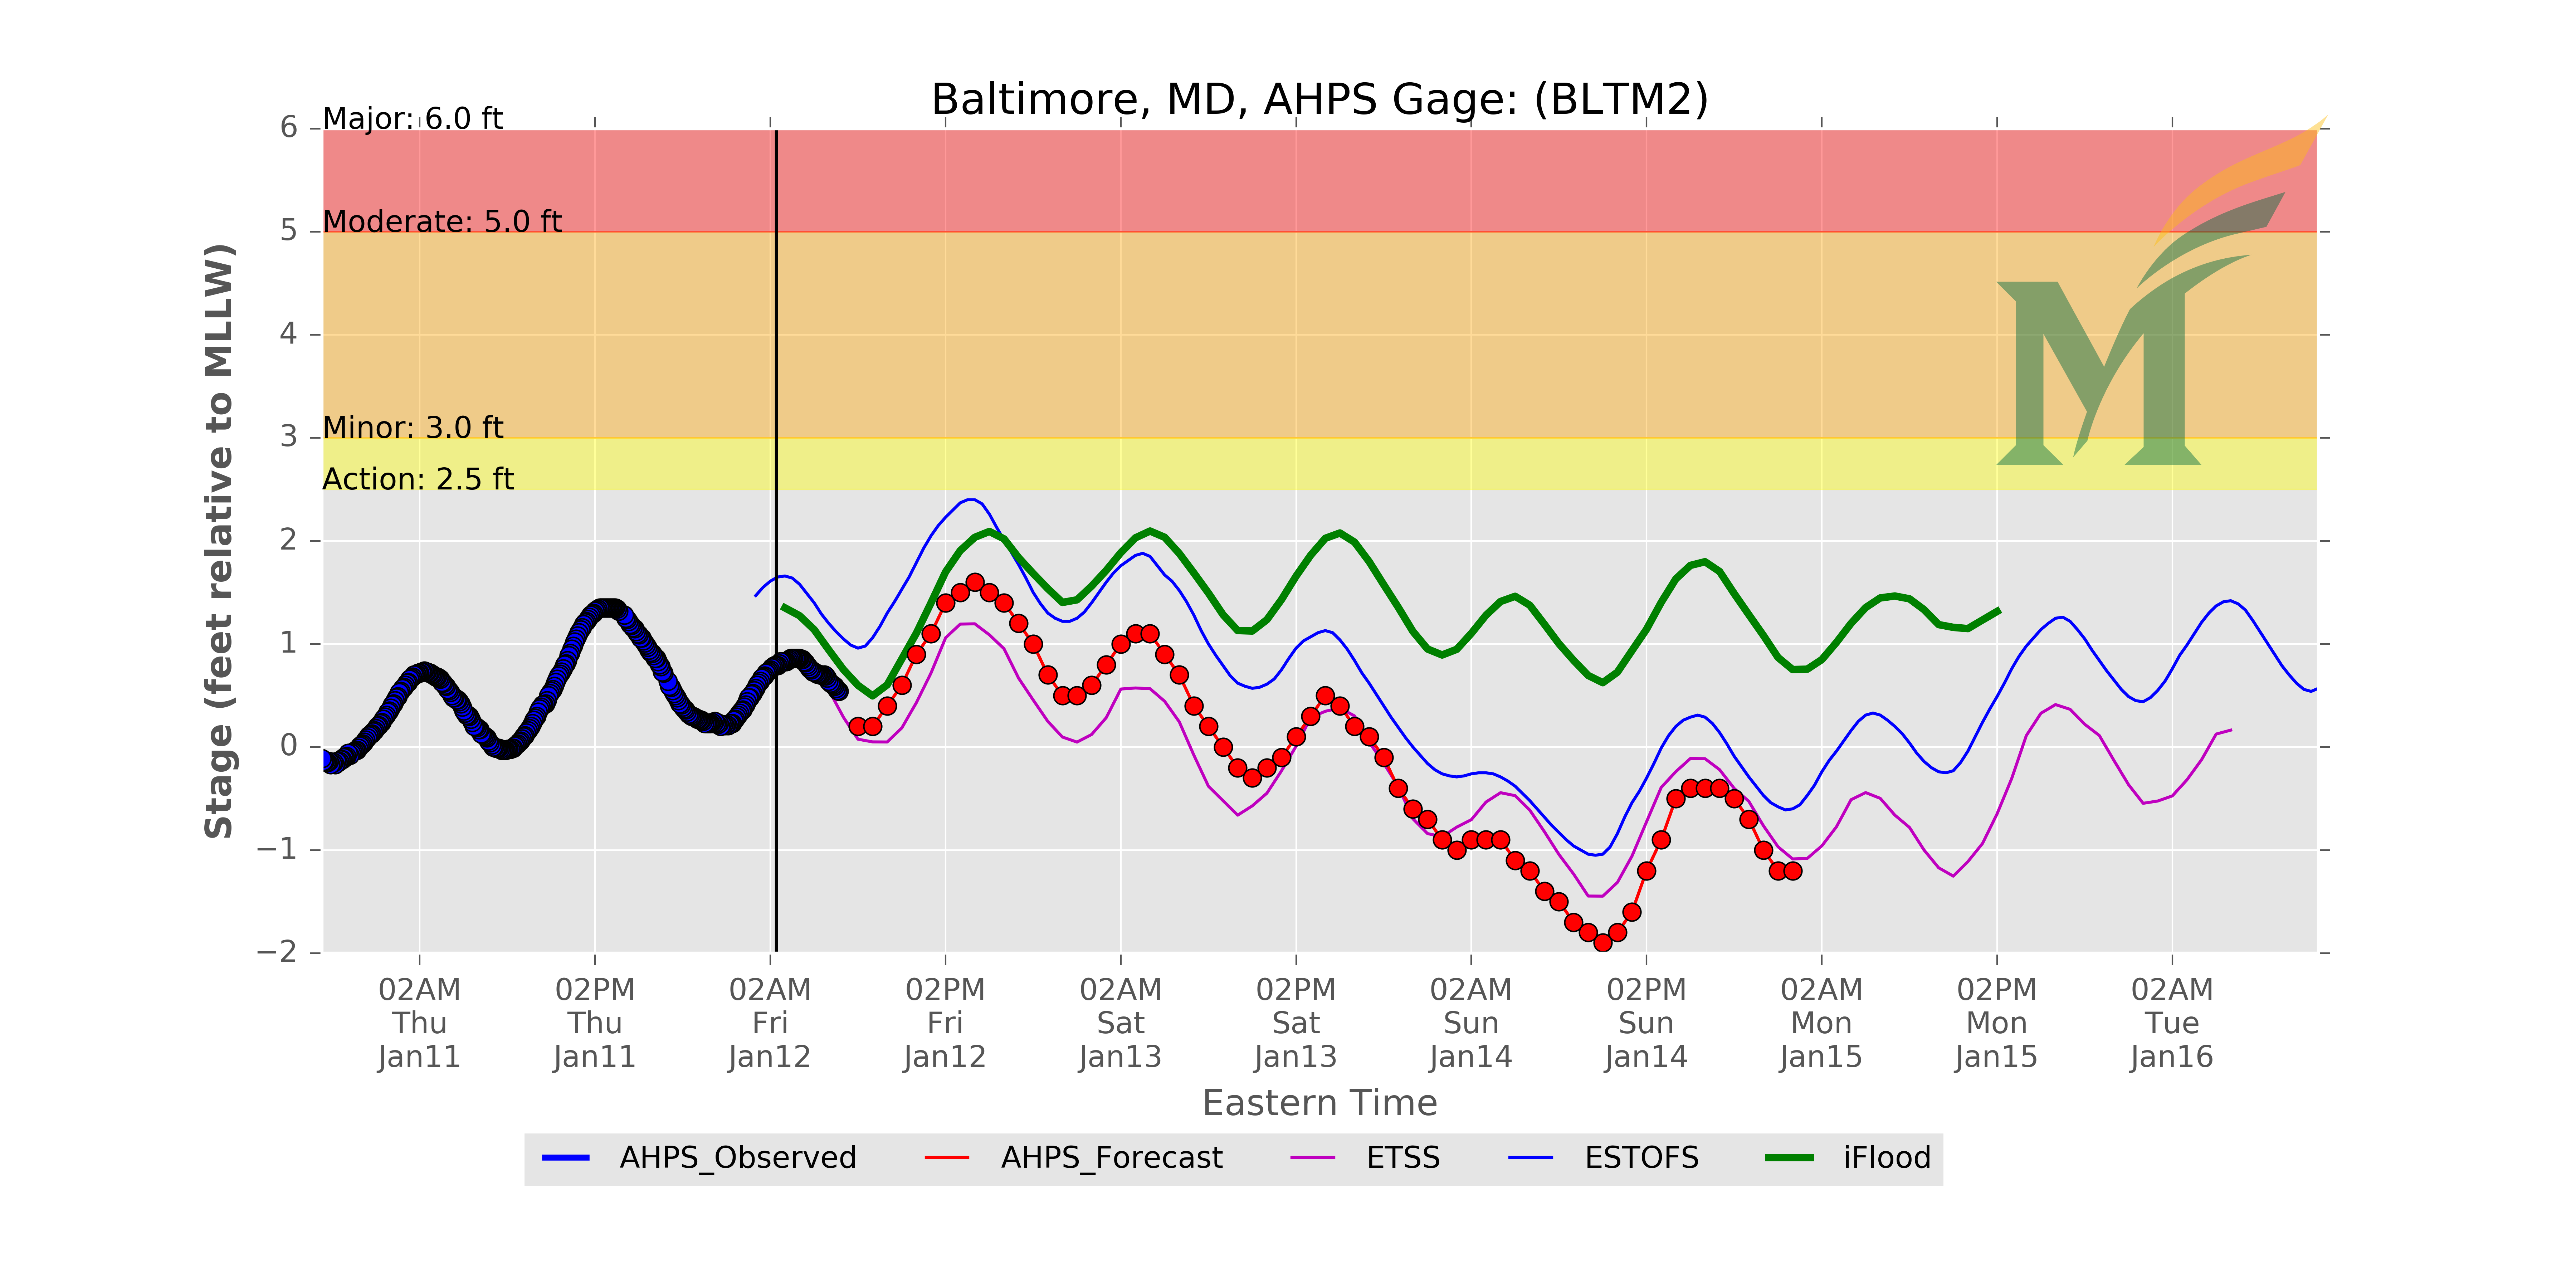 Baltimore, MD, AHPS Gage: (BLTM2)
Major: 6.0 ft
Moderate: 5.0 ft
Minor: 3.0 ft
Action: 2.5 ft
6
5
4
3
2
1
0
−1
−2
Stage (feet relative to MLLW)
M
02AM Thu Jan11
02PM Thu Jan11
02AM Fri Jan12
02PM Fri Jan12
02AM Sat Jan13
02PM Sat Jan13
02AM Sun Jan14
02PM Sun Jan14
02AM Mon Jan15
02PM Mon Jan15
02AM Tue Jan16
Eastern Time
AHPS_Observed AHPS_Forecast ETSS ESTOFS iFlood